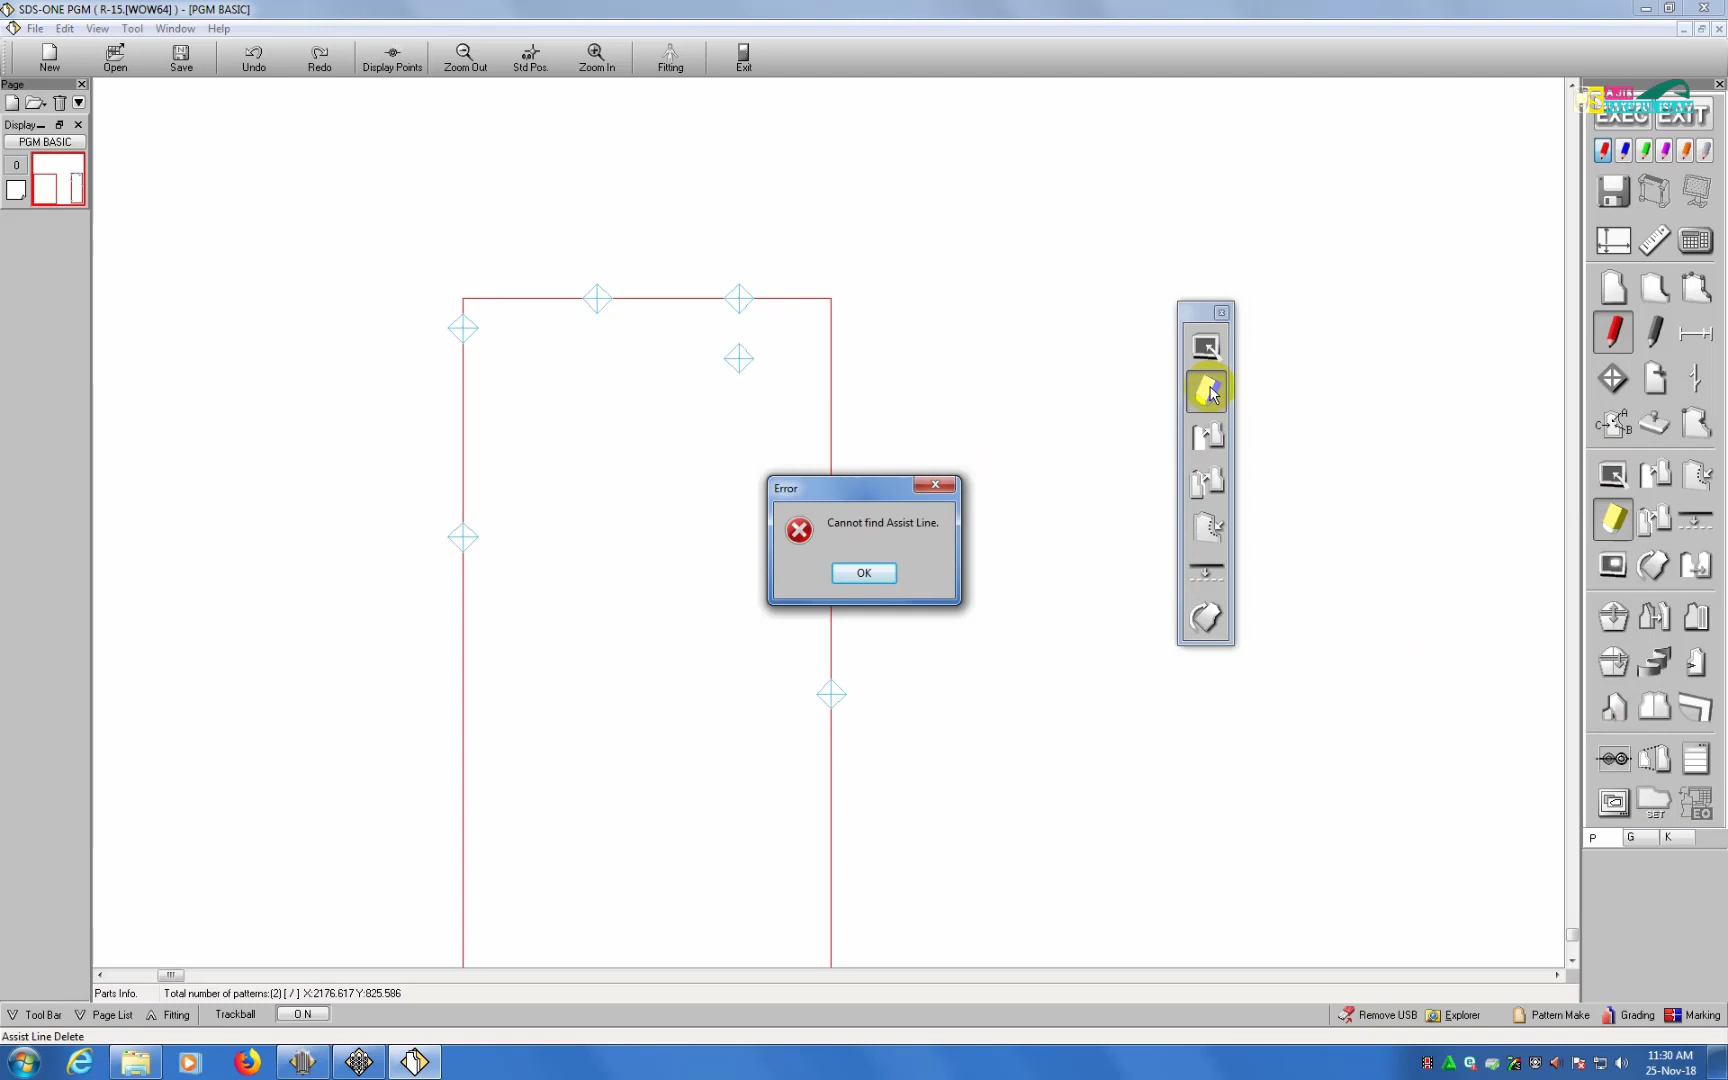 SDS-ONE PGM ( R-15.[WOW64] ) - [PGM BASIC]
File Edit View Tool Window Help
New Open Save Undo Redo Display Points Zoom Out Std Pos. Zoom In Fitting Exit
Page
Display
PGM BASIC
0
EXEC EXIT
Error
Cannot find Assist Line.
OK
C A B
SET EQ
P G K
Parts Info. Total number of patterns:(2) [ / ] X:2176.617 Y:825.586
Tool Bar Page List Fitting Trackball O N Remove USB Explorer Pattern Make Grading Marking
Assist Line Delete
11:30 AM
25-Nov-18